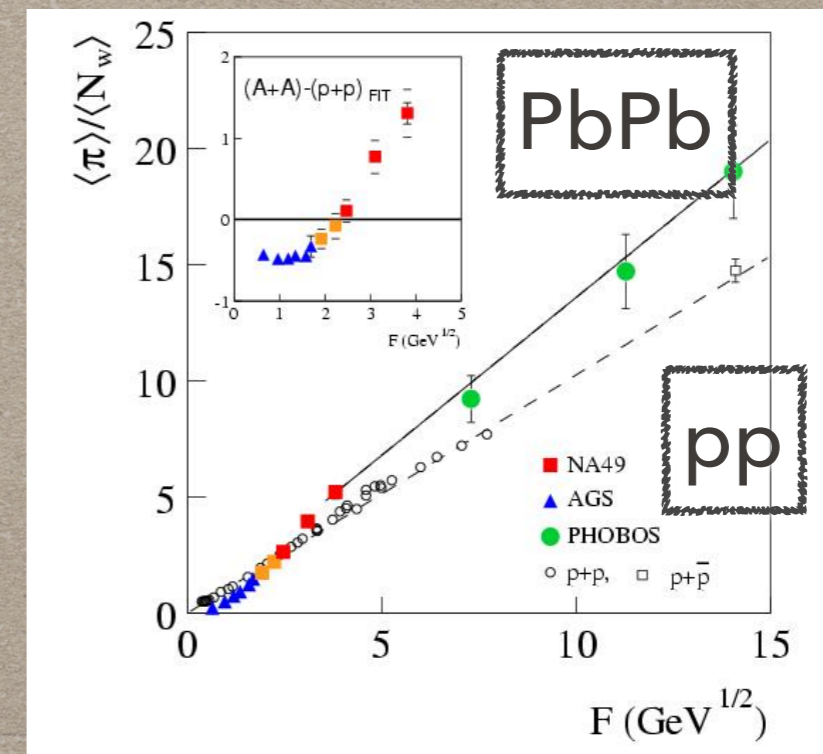 ⟨π⟩/⟨N_w⟩
25
20
15
10
5
0
0 5 10 15
F (GeV^1/2)
2
1
0
-1
0 1 2 3 4 5
F (GeV^1/2)
(A+A)-(p+p) FIT
PbPb
pp
NA49
AGS
PHOBOS
p+p, p+p̅